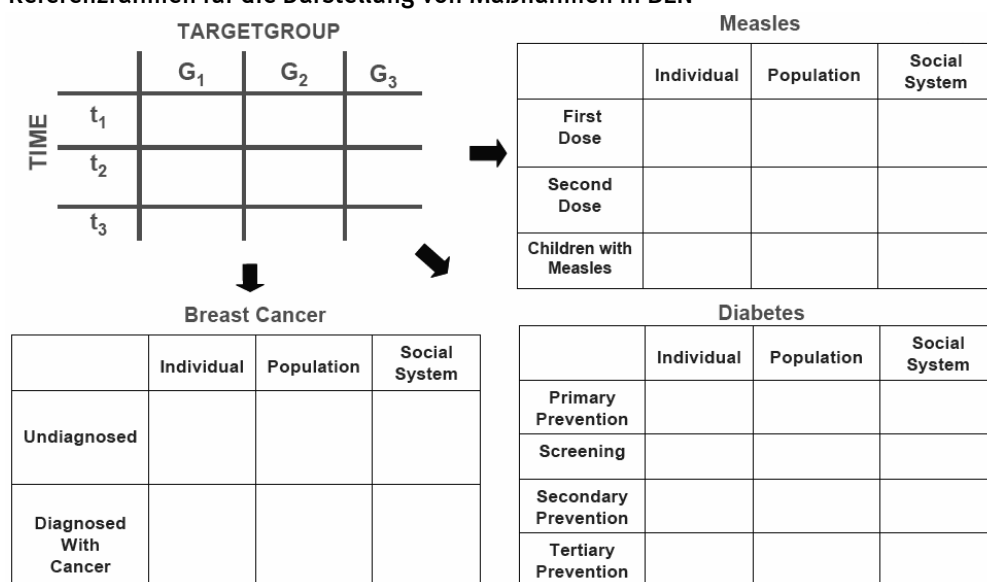 Referenzrahmen für die Darstellung von Maßnahmen in
TARGETGROUP
G1 G2 G3
TIME
t1
t2
t3
Measles
Individual Population Social
System
First
Dose
Second
Dose
Children with
Measles
Breast Cancer
Individual Population Social
System
Undiagnosed
Diagnosed
With
Cancer
Diabetes
Individual Population Social
System
Primary
Prevention
Screening
Secondary
Prevention
Tertiary
Prevention